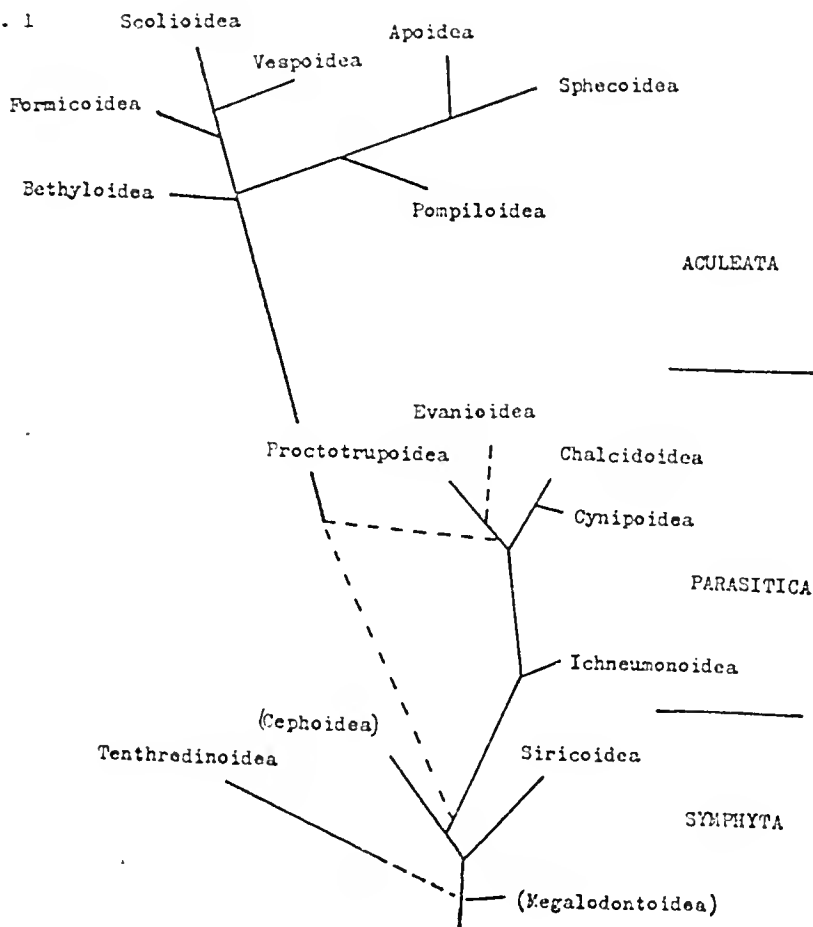 . 1
Scolioidea
Apoidea
Vespoidea
Sphecoidea
Formicoidea
Bethyloidea
Pompiloidea
ACULEATA
Evanioidea
Proctotrupoidea
Chalcidoidea
Cynipoidea
PARASITICA
Ichneumonoidea
(Cephoidea)
Tenthredinoidea
Siricoidea
SYMPHYTA
(Megalodontoidea)